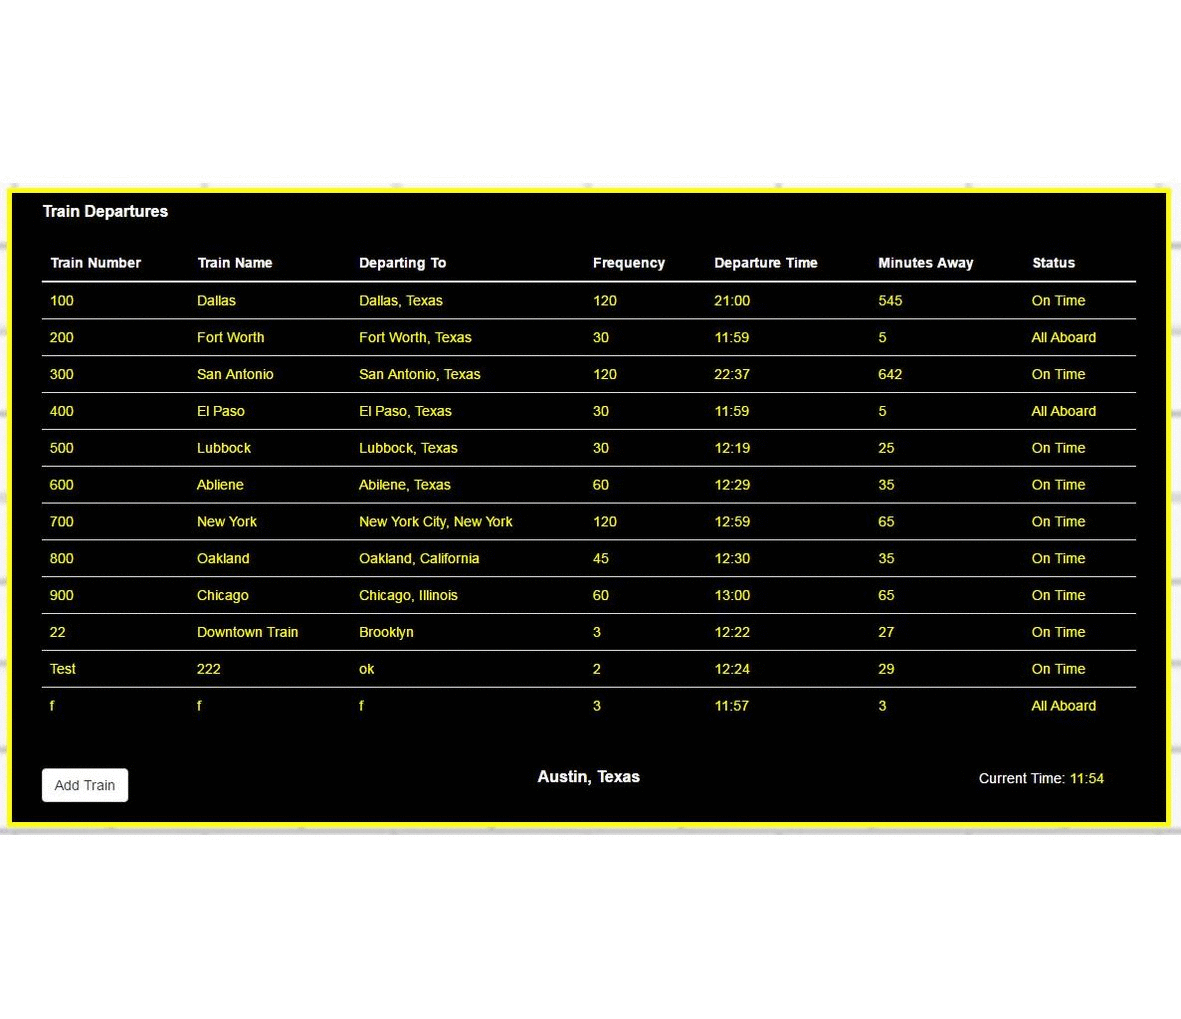 Train Departures
Train Number Train Name Departing To Frequency Departure Time Minutes Away Status
100 Dallas Dallas, Texas 120 21:00 545 On Time
200 Fort Worth Fort Worth, Texas 30 11:59 5 All Aboard
300 San Antonio San Antonio, Texas 120 22:37 642 On Time
400 El Paso El Paso, Texas 30 11:59 5 All Aboard
500 Lubbock Lubbock, Texas 30 12:19 25 On Time
600 Abliene Abilene, Texas 60 12:29 35 On Time
700 New York New York City, New York 120 12:59 65 On Time
800 Oakland Oakland, California 45 12:30 35 On Time
900 Chicago Chicago, Illinois 60 13:00 65 On Time
22 Downtown Train Brooklyn 3 12:22 27 On Time
Test 222 ok 2 12:24 29 On Time
f f f 3 11:57 3 All Aboard
Add Train Austin, Texas Current Time: 11:54